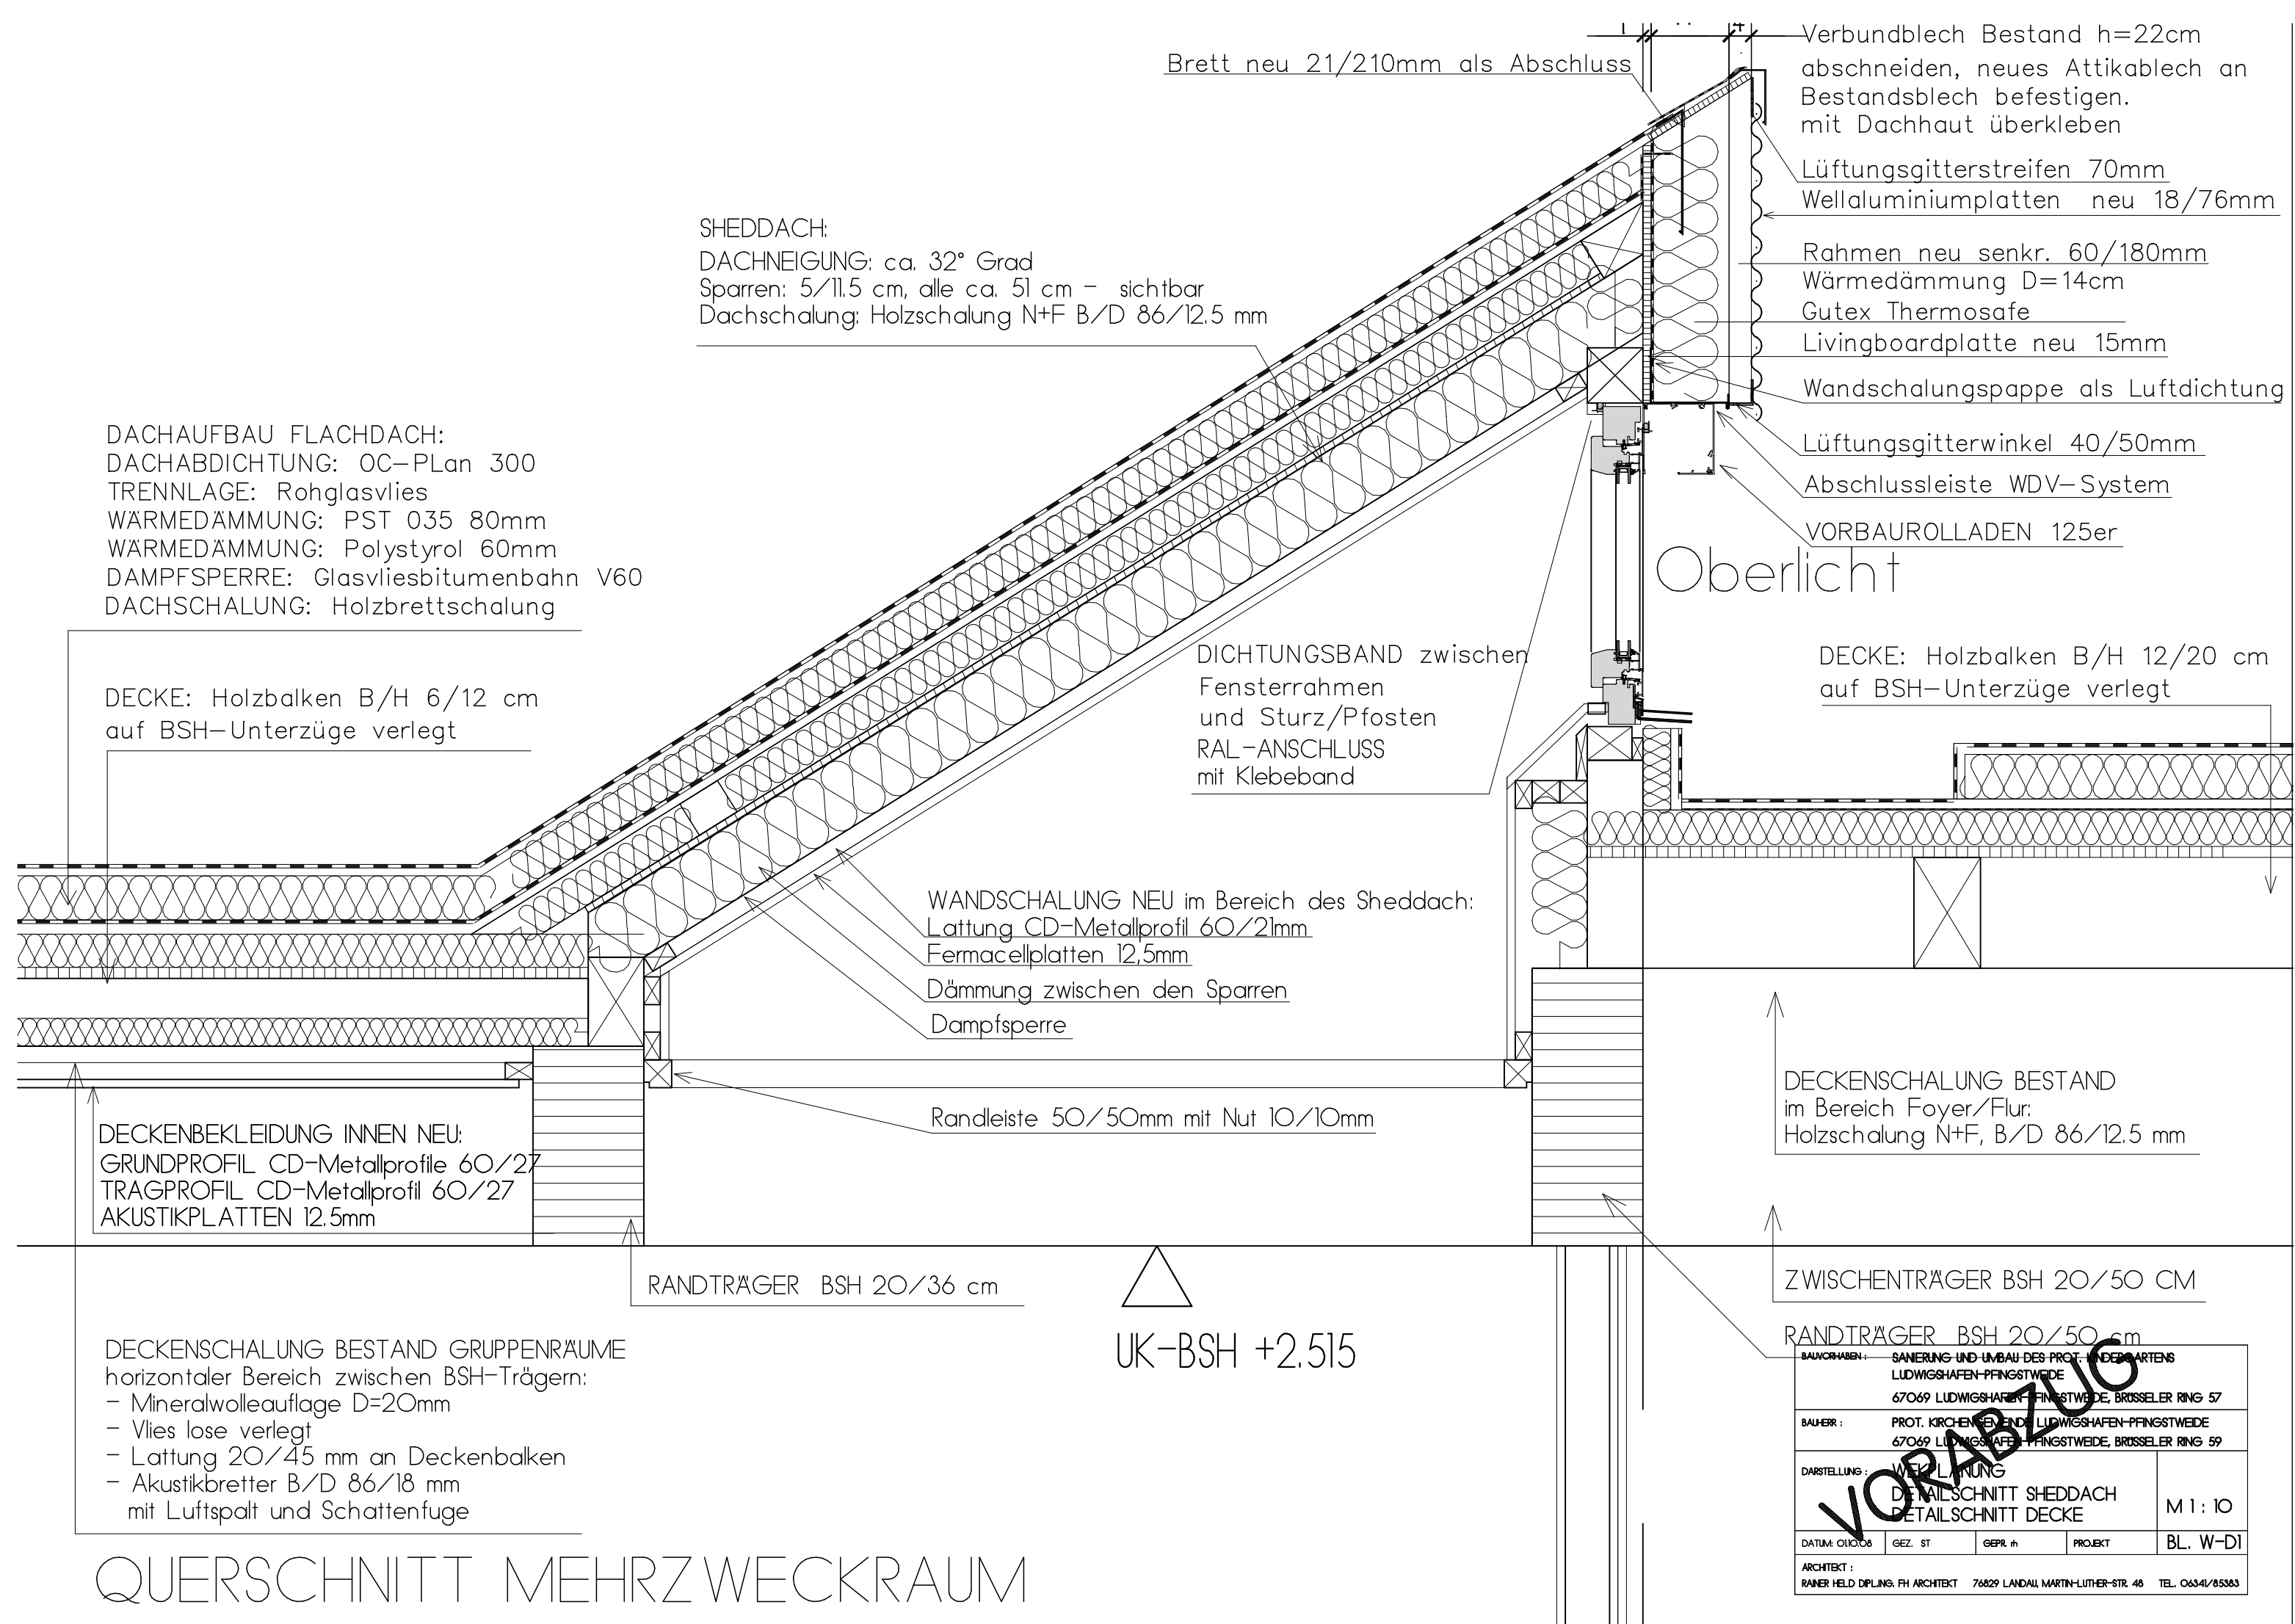 Brett neu 21/210mm als Abschluss
Verbundblech Bestand h=22cm
abschneiden, neues Attikablech an
Bestandsblech befestigen.
mit Dachhaut überkleben
Lüftungsgitterstreifen 70mm
Wellaluminiumplatten neu 18/76mm
Rahmen neu senkr. 60/180mm
Wärmedämmung D=14cm
Gutex Thermosafe
Livingboardplatte neu 15mm
Wandschalungspappe als Luftdichtung
Lüftungsgitterwinkel 40/50mm
Abschlussleiste WDV-System
VORBAUROLLADEN 125er
Oberlicht
SHEDDACH:
DACHNEIGUNG: ca. 32° Grad
Sparren: 5/11.5 cm, alle ca. 51 cm - sichtbar
Dachschalung: Holzschalung N+F B/D 86/12.5 mm
DACHAUFBAU FLACHDACH:
DACHABDICHTUNG: OC-PLan 300
TRENNLAGE: Rohglasvlies
WÄRMEDÄMMUNG: PST 035 80mm
WÄRMEDÄMMUNG: Polystyrol 60mm
DAMPFSPERRE: Glasvliesbitumenbahn V60
DACHSCHALUNG: Holzbrettschalung
DECKE: Holzbalken B/H 6/12 cm
auf BSH-Unterzüge verlegt
DICHTUNGSBAND zwischen
Fensterrahmen
und Sturz/Pfosten
RAL-ANSCHLUSS
mit Klebeband
DECKE: Holzbalken B/H 12/20 cm
auf BSH-Unterzüge verlegt
WANDSCHALUNG NEU im Bereich des Sheddach:
Lattung CD-Metallprofil 60/21mm
Fermacellplatten 12,5mm
Dämmung zwischen den Sparren
Dampfsperre
Randleiste 50/50mm mit Nut 10/10mm
DECKENSCHALUNG BESTAND
im Bereich Foyer/Flur:
Holzschalung N+F, B/D 86/12.5 mm
DECKENBEKLEIDUNG INNEN NEU:
GRUNDPROFIL CD-Metallprofile 60/27
TRAGPROFIL CD-Metallprofil 60/27
AKUSTIKPLATTEN 12.5mm
RANDTRÄGER BSH 20/36 cm
UK-BSH +2.515
ZWISCHENTRÄGER BSH 20/50 CM
RANDTRÄGER BSH 20/50 cm
DECKENSCHALUNG BESTAND GRUPPENRÄUME
horizontaler Bereich zwischen BSH-Trägern:
- Mineralwolleauflage D=20mm
- Vlies lose verlegt
- Lattung 20/45 mm an Deckenbalken
- Akustikbretter B/D 86/18 mm
mit Luftspalt und Schattenfuge
QUERSCHNITT MEHRZWECKRAUM
BAUVORHABEN : SANIERUNG UND UMBAU DES PROT. KINDERGARTENS
LUDWIGSHAFEN-PFINGSTWEIDE
67069 LUDWIGSHAFEN-PFINGSTWEIDE, BRÜSSELER RING 57
BAUHERR : PROT. KIRCHENGEMEINDE LUDWIGSHAFEN-PFINGSTWEIDE
67069 LUDWIGSHAFEN-PFINGSTWEIDE, BRÜSSELER RING 59
DARSTELLUNG : WEKPLANUNG
DETAILSCHNITT SHEDDACH
DETAILSCHNITT DECKE
M 1 : 10
DATUM: 01.10.08 GEZ. ST GEPR. rh PROJEKT BL. W-D1
ARCHITEKT :
RAINER HELD DIPL.ING. FH ARCHITEKT 76829 LANDAU, MARTIN-LUTHER-STR. 48 TEL. 06341/85383
VORABZUG